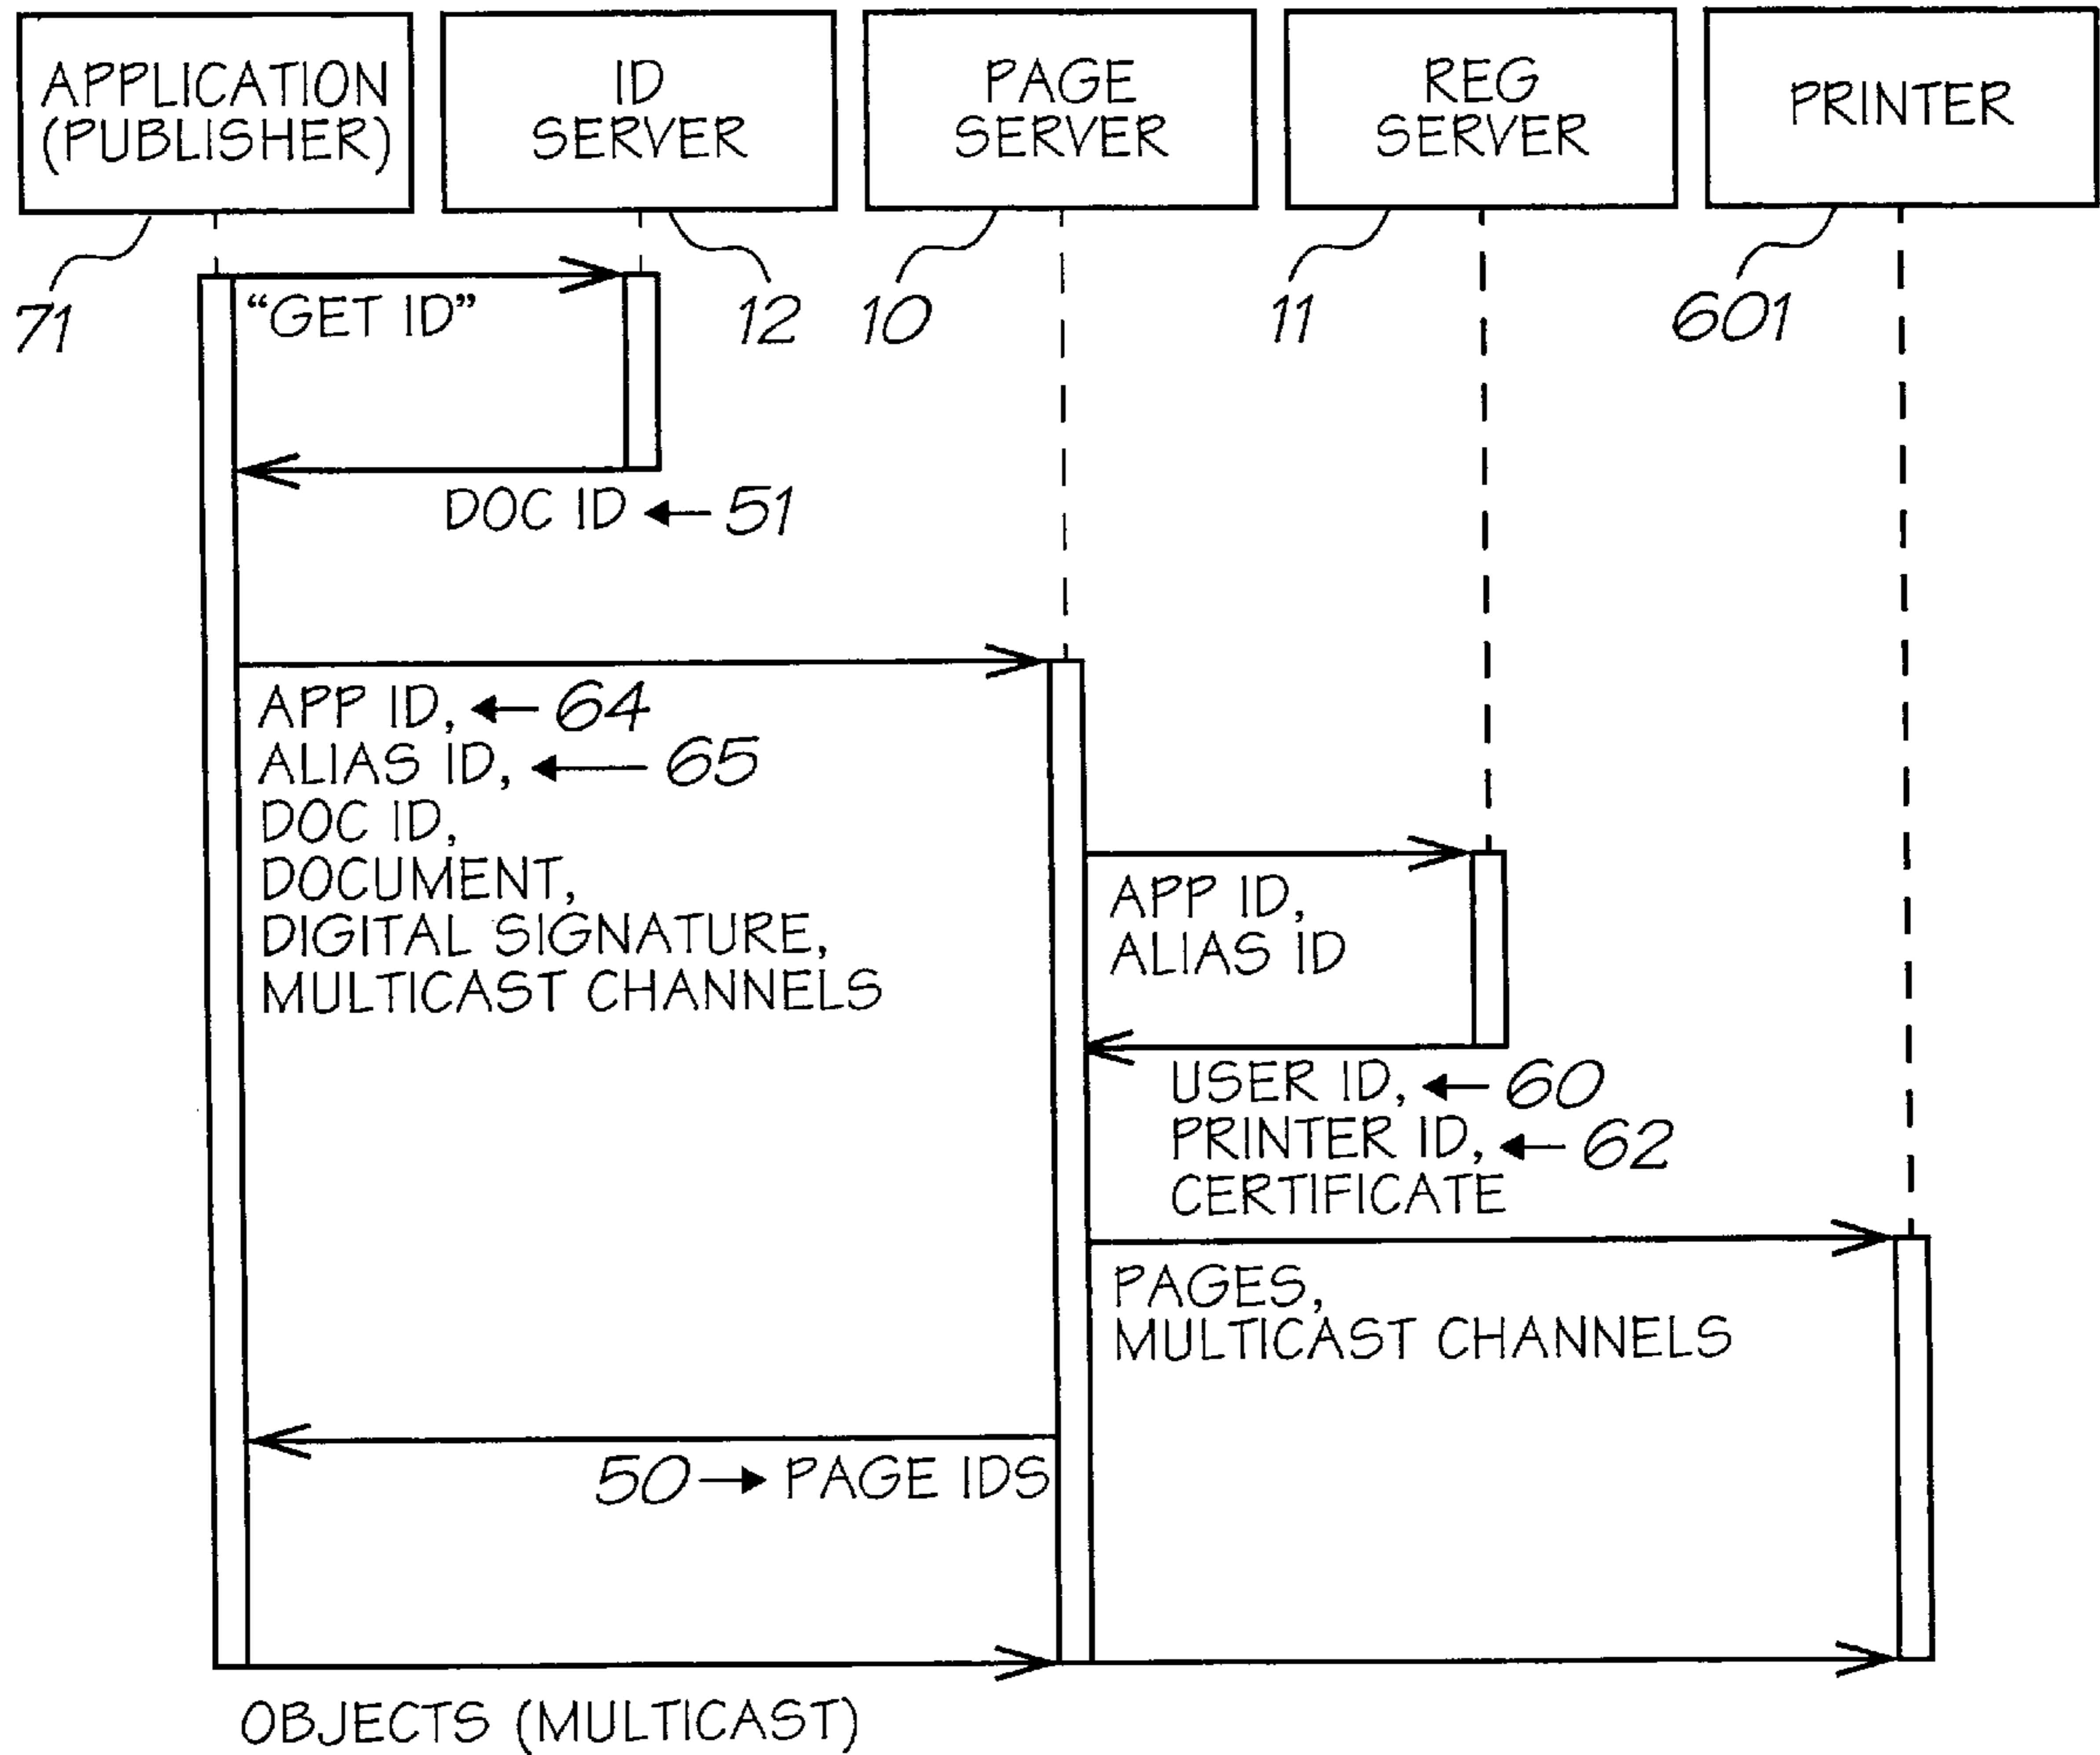 APPLICATION
(PUBLISHER)
ID
SERVER
PAGE
SERVER
REG
SERVER
PRINTER
71
12
10
11
601
“GET ID”
DOC ID 51
APP ID, 64
ALIAS ID, 65
DOC ID,
DOCUMENT,
DIGITAL SIGNATURE,
MULTICAST CHANNELS
APP ID,
ALIAS ID
USER ID, 60
PRINTER ID, 62
CERTIFICATE
PAGES,
MULTICAST CHANNELS
50 PAGE IDS
OBJECTS (MULTICAST)